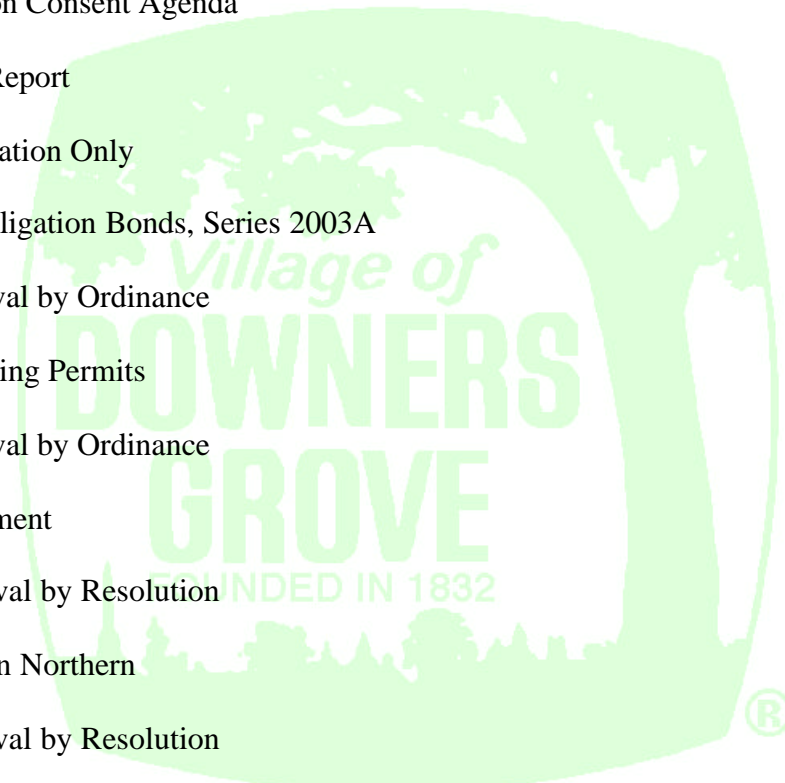 on Consent Agenda
Report
ation Only
ligation Bonds, Series 2003A
Village of
val by Ordinance
DOWNERS
ing Permits
val by Ordinance
GROVE
ment
FOUNDED IN 1832
val by Resolution
n Northern
®
val by Resolution